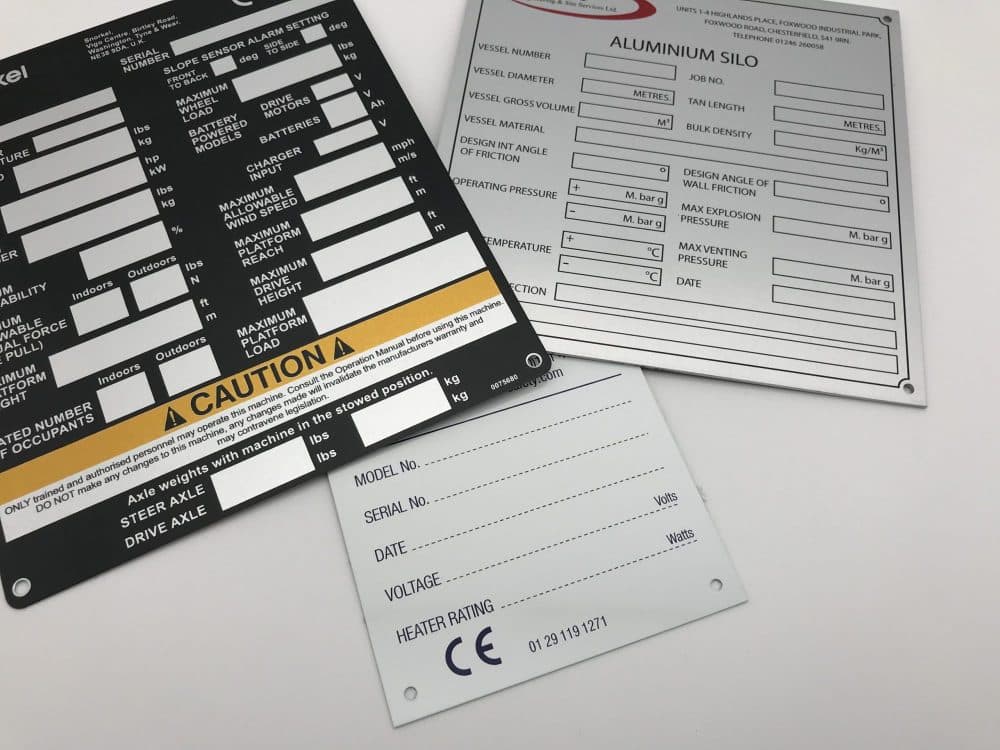 Snorkel.
Vigo Centre, Birtley Road,
Washington, Tyne & Wear.
NE38 9DA, U.K.
SERIAL
NUMBER
SLOPE SENSOR ALARM SETTING
FRONT
TO BACK
deg
SIDE
TO SIDE
deg
MAXIMUM
WHEEL
LOAD
lbs
kg
BATTERY
POWERED
MODELS
DRIVE
MOTORS
V
BATTERIES
V
Ah
CHARGER
INPUT
V
MAXIMUM
ALLOWABLE
WIND SPEED
mph
m/s
MAXIMUM
PLATFORM
REACH
ft
m
MAXIMUM
DRIVE
HEIGHT
ft
m
MAXIMUM
PLATFORM
LOAD
lbs
kg
hp
kW
lbs
kg
%
Indoors
Outdoors
lbs
N
ft
m
Indoors
Outdoors
OCCUPANTS
CAUTION
ONLY trained and authorised personnel may operate this machine. Consult the Operation Manual before using this machine.
DO NOT make any changes to this machine, any changes made will invalidate the manufacturers warranty and
may contravene legislation.
0075680
Axle weights with machine in the stowed position.
STEER AXLE
lbs
kg
DRIVE AXLE
lbs
kg
& Site Services Ltd.
UNITS 1-4 HIGHLANDS PLACE, FOXWOOD INDUSTRIAL PARK,
FOXWOOD ROAD, CHESTERFIELD, S41 9RN.
TELEPHONE 01246 260058
ALUMINIUM SILO
VESSEL NUMBER
JOB NO.
VESSEL DIAMETER
METRES.
TAN LENGTH
METRES.
VESSEL GROSS VOLUME
M³
BULK DENSITY
Kg/M³
VESSEL MATERIAL
DESIGN INT ANGLE
OF FRICTION
o
DESIGN ANGLE OF
WALL FRICTION
o
OPERATING PRESSURE
+
M. bar g
-
M. bar g
MAX EXPLOSION
PRESSURE
M. bar g
TEMPERATURE
+
°C
-
°C
MAX VENTING
PRESSURE
M. bar g
DATE
MODEL No.
SERIAL No.
DATE
VOLTAGE
Volts
HEATER RATING
Watts
CE
01 29 119 1271